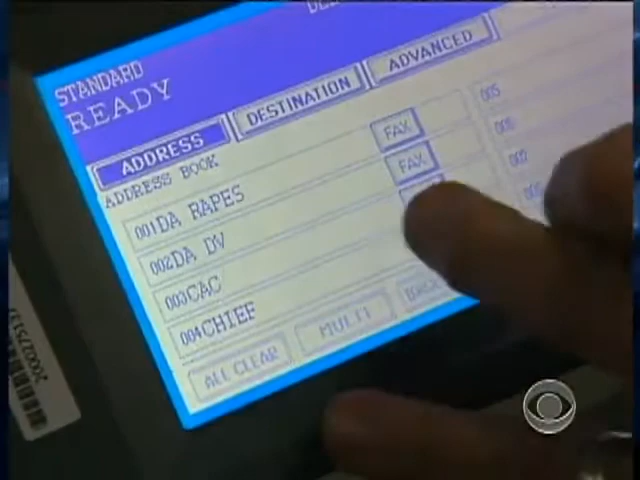 STANDARD
READY
ADDRESS
DESTINATION
ADVANCED
ADDRESS BOOK
001DA RAPES
FAX
002DA DV
FAX
003CAC
004CHIEF
005
ALL CLEAR
MULTI